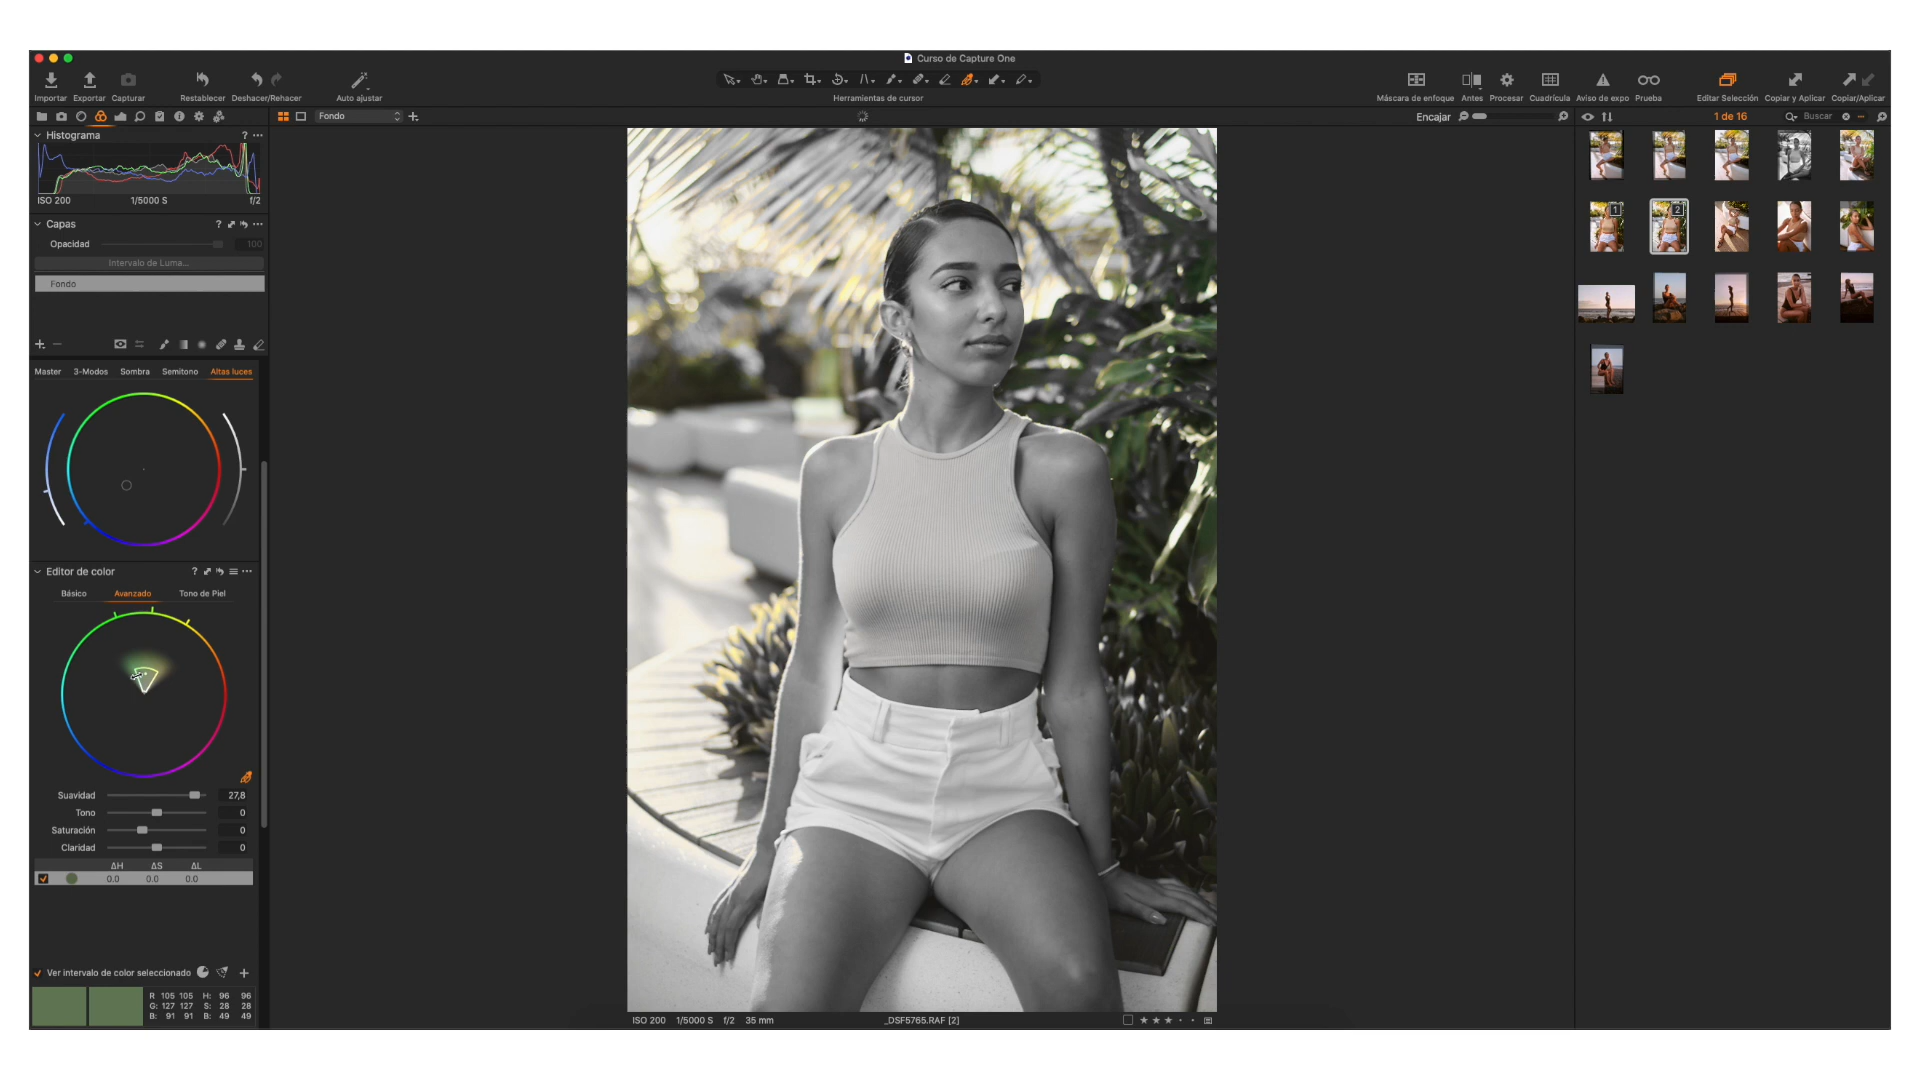 Curso de Capture One
Importar Exportar Capturar Restablecer Deshacer/Rehacer Auto ajustar Herramientas de cursor Máscara de enfoque Antes Procesar Cuadrícula Aviso de expo Prueba Editar Selección Copiar y Aplicar Copiar/Aplicar
Fondo Encajar 1 de 16 Buscar
Histograma ?
ISO 200 1/5000 S f/2
Capas ?
Opacidad 100
Intervalo de Luma...
Fondo
Master 3-Modos Sombra Semitono Altas luces
Editor de color ?
Básico Avanzado Tono de Piel
Suavidad 27,8
Tono 0
Saturación 0
Claridad 0
ΔH ΔS ΔL
0.0 0.0 0.0
Ver intervalo de color seleccionado
R 105 105 H: 96 96
G: 127 127 S: 28 28
B: 91 91 B: 49 49
1
2
ISO 200 1/5000 S f/2 35 mm _DSF5765.RAF [2]